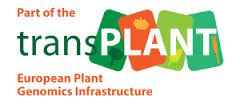 Part of the
transPLANT
European Plant
Genomics Infrastructure